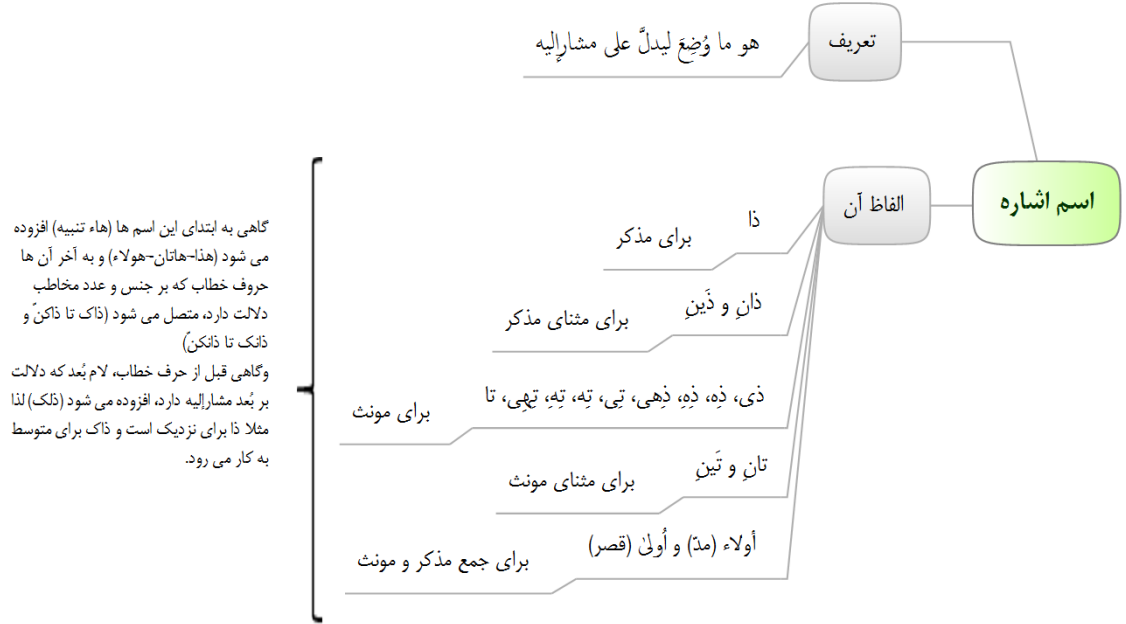 اسم اشاره
تعریف
هو ما وُضِعَ لیدلَّ علی مشارإلیه
الفاظ آن
ذا
برای مذکر
ذانِ و ذَینِ
برای مثنای مذکر
ذی، ذِه، ذِهِ، ذِهی، تِی، تِه، تِهِ، تِهِی، تا
برای مونث
تانِ و تَینِ
برای مثنای مونث
أولاء (مدّ) و اُولیٰ (قصر)
برای جمع مذکر و مونث
گاهی به ابتدای این اسم ها (هاء تنبیه) افزوده
می شود (هذا-هاتان-هولاء) و به آخر آن ها
حروف خطاب که بر جنس و عدد مخاطب
دلالت دارد، متصل می شود (ذاک تا ذاکنّ و
ذانک تا ذانکنّ)
وگاهی قبل از حرف خطاب، لام بُعد که دلالت
بر بُعد مشارإلیه دارد، افزوده می شود (ذلک) لذا
مثلا ذا برای نزدیک است و ذاک برای متوسط
به کار می رود.